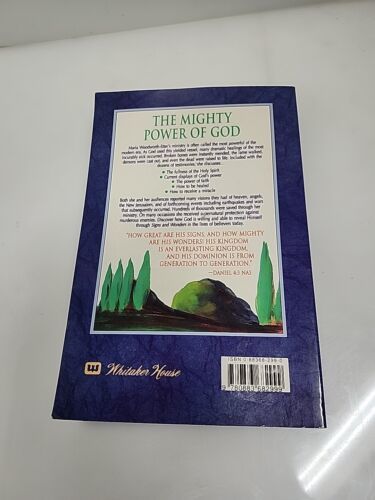 THE MIGHTY
POWER OF GOD
Maria Woodworth-Etter's ministry is often called the most powerful of the
modern era. As God used this yielded vessel, many dramatic healings of the most
incurably sick occurred. Broken bones were instantly mended, the lame walked,
demons were cast out, and even the dead were raised to life. Included with the
dozens of testimonies, she discusses:
• The fullness of the Holy Spirit
• Current displays of God's power
• The power of faith
• How to be healed
• How to receive a miracle
Both she and her audiences reported many visions they had of heaven, angels,
the New Jerusalem, and of forthcoming events including earthquakes and wars
that subsequently occurred. Hundreds of thousands were saved through her
ministry. On many occasions she received supernatural protection against
murderous enemies. Discover how God is willing and able to reveal Himself
through Signs and Wonders in the lives of believers today.
"HOW GREAT ARE HIS SIGNS, AND HOW MIGHTY
ARE HIS WONDERS! HIS KINGDOM
IS AN EVERLASTING KINGDOM,
AND HIS DOMINION IS FROM
GENERATION TO GENERATION."
—DANIEL 4:3 NAS
Whitaker House
ISBN 0-88368-299-0
9 780883 682999